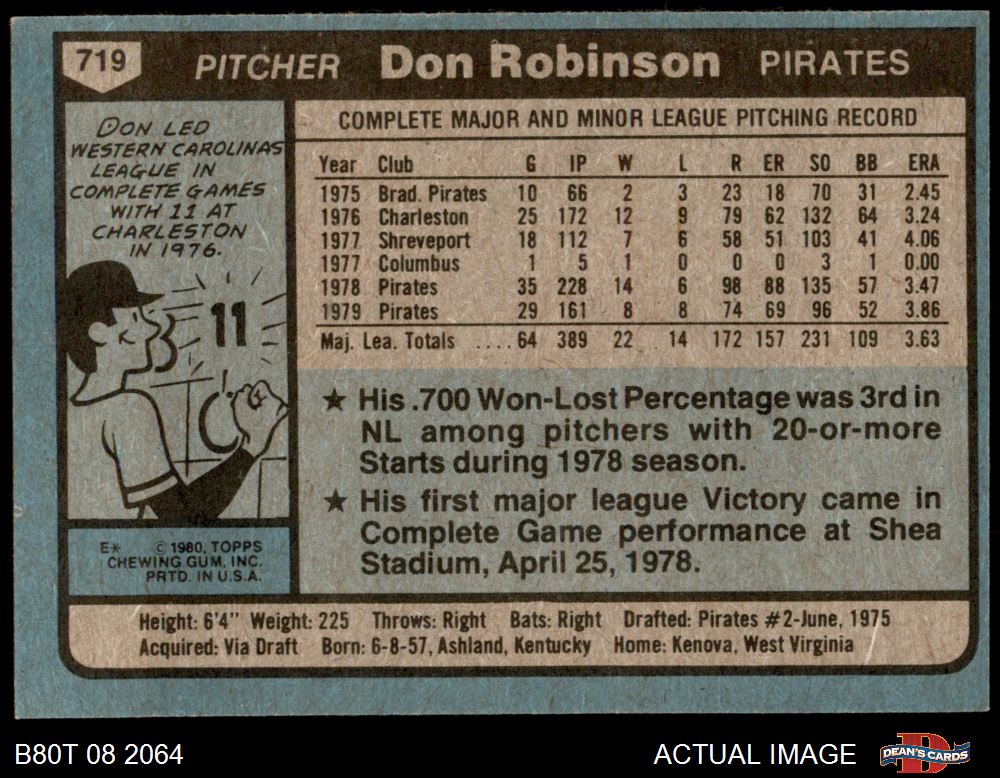 719 PITCHER Don Robinson PIRATES
DON LED
WESTERN CAROLINAS
LEAGUE IN
COMPLETE GAMES
WITH 11 AT
CHARLESTON
IN 1976.
11
E* © 1980, TOPPS
CHEWING GUM, INC.
PRTD. IN U.S.A.
COMPLETE MAJOR AND MINOR LEAGUE PITCHING RECORD
Year Club G IP W L R ER SO BB ERA
1975 Brad. Pirates 10 66 2 3 23 18 70 31 2.45
1976 Charleston 25 172 12 9 79 62 132 64 3.24
1977 Shreveport 18 112 7 6 58 51 103 41 4.06
1977 Columbus 1 5 1 0 0 0 3 1 0.00
1978 Pirates 35 228 14 6 98 88 135 57 3.47
1979 Pirates 29 161 8 8 74 69 96 52 3.86
Maj. Lea. Totals ....64 389 22 14 172 157 231 109 3.63
★ His .700 Won-Lost Percentage was 3rd in
NL among pitchers with 20-or-more
Starts during 1978 season.
★ His first major league Victory came in
Complete Game performance at Shea
Stadium, April 25, 1978.
Height: 6'4" Weight: 225 Throws: Right Bats: Right Drafted: Pirates #2-June, 1975
Acquired: Via Draft Born: 6-8-57, Ashland, Kentucky Home: Kenova, West Virginia
B80T 08 2064 ACTUAL IMAGE DEAN'S CARDS